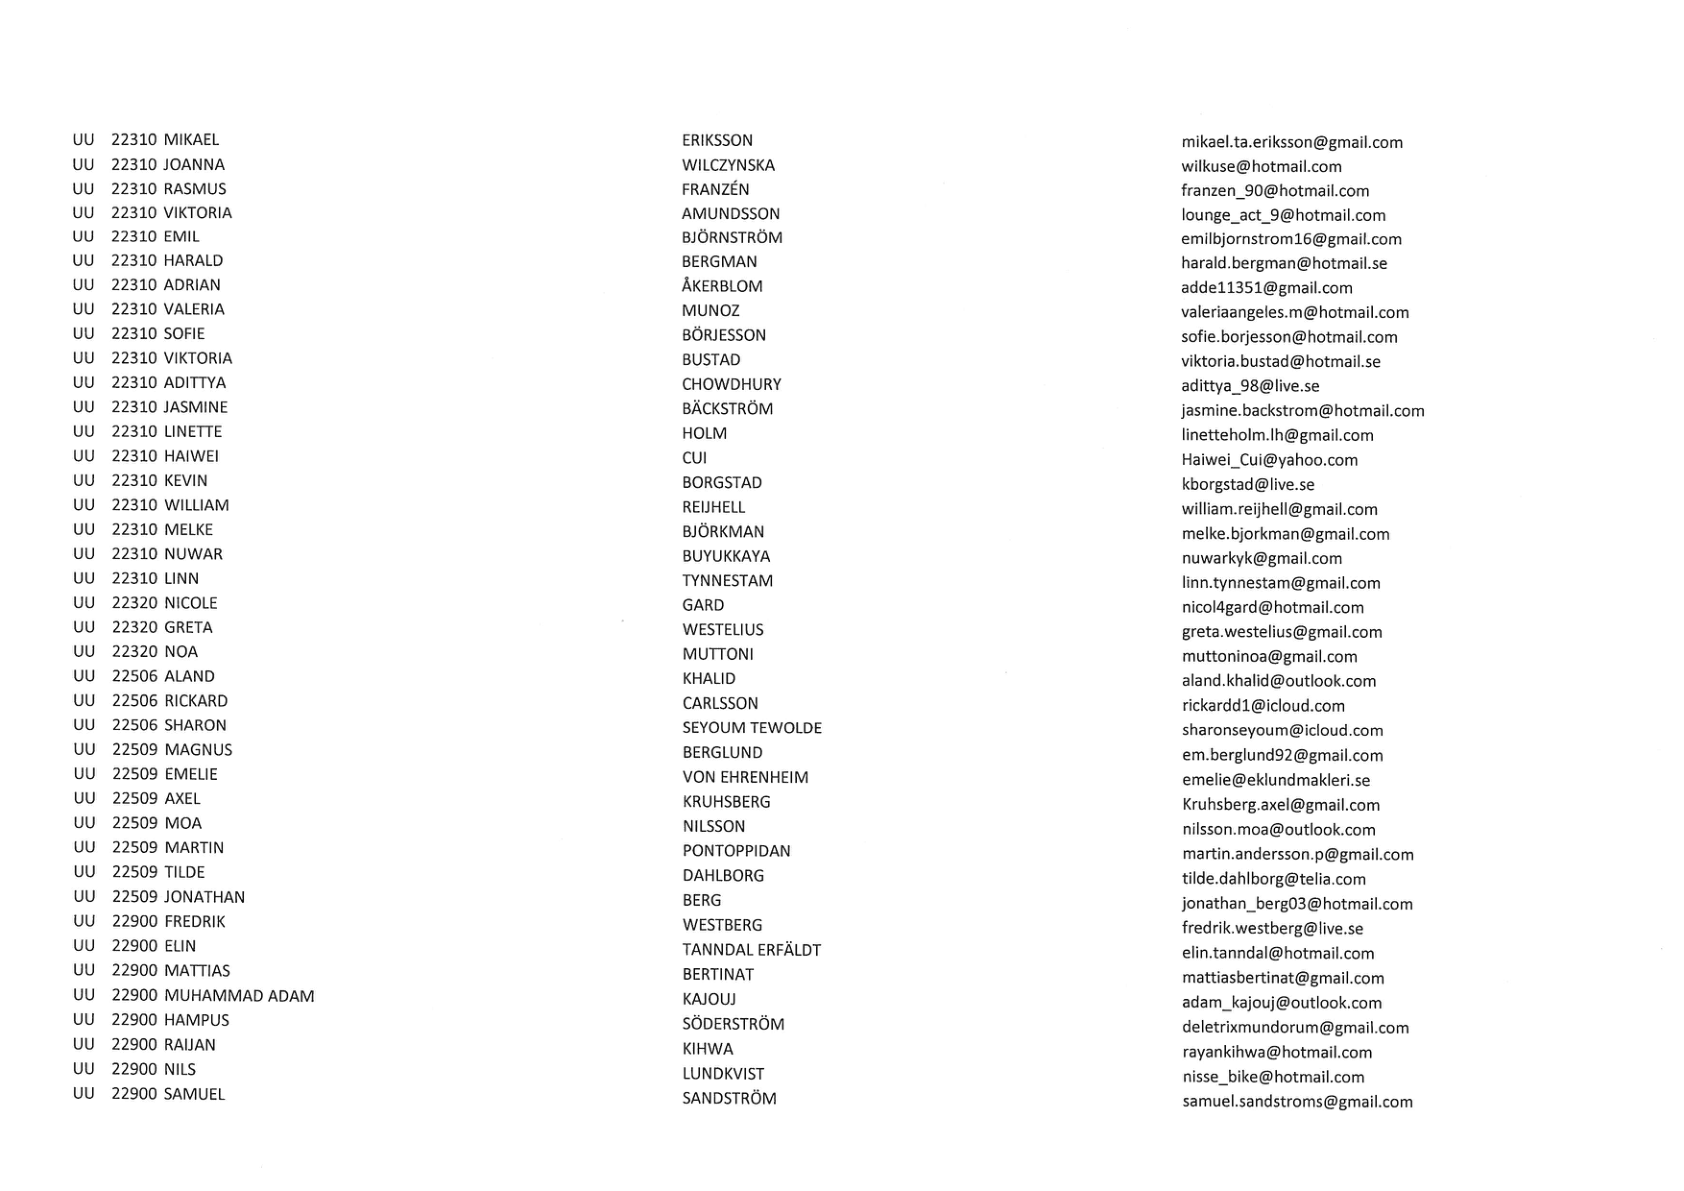 UU 22310 MIKAEL ERIKSSON mikael.ta.eriksson@gmail.com
UU 22310 JOANNA WILCZYNSKA wilkuse@hotmail.com
UU 22310 RASMUS FRANZÉN franzen_90@hotmail.com
UU 22310 VIKTORIA AMUNDSSON lounge_act_9@hotmail.com
UU 22310 EMIL BJÖRNSTRÖM emilbjornstrom16@gmail.com
UU 22310 HARALD BERGMAN harald.bergman@hotmail.se
UU 22310 ADRIAN ÅKERBLOM adde11351@gmail.com
UU 22310 VALERIA MUNOZ valeriaangeles.m@hotmail.com
UU 22310 SOFIE BÖRJESSON sofie.borjesson@hotmail.com
UU 22310 VIKTORIA BUSTAD viktoria.bustad@hotmail.se
UU 22310 ADITTYA CHOWDHURY adittya_98@live.se
UU 22310 JASMINE BÄCKSTRÖM jasmine.backstrom@hotmail.com
UU 22310 LINETTE HOLM linetteholm.lh@gmail.com
UU 22310 HAIWEI CUI Haiwei_Cui@yahoo.com
UU 22310 KEVIN BORGSTAD kborgstad@live.se
UU 22310 WILLIAM REIJHELL william.reijhell@gmail.com
UU 22310 MELKE BJÖRKMAN melke.bjorkman@gmail.com
UU 22310 NUWAR BUYUKKAYA nuwarkyk@gmail.com
UU 22310 LINN TYNNESTAM linn.tynnestam@gmail.com
UU 22320 NICOLE GARD nicol4gard@hotmail.com
UU 22320 GRETA WESTELIUS greta.westelius@gmail.com
UU 22320 NOA MUTTONI muttoninoa@gmail.com
UU 22506 ALAND KHALID aland.khalid@outlook.com
UU 22506 RICKARD CARLSSON rickardd1@icloud.com
UU 22506 SHARON SEYOUM TEWOLDE sharonseyoum@icloud.com
UU 22509 MAGNUS BERGLUND em.berglund92@gmail.com
UU 22509 EMELIE VON EHRENHEIM emelie@eklundmakleri.se
UU 22509 AXEL KRUHSBERG Kruhsberg.axel@gmail.com
UU 22509 MOA NILSSON nilsson.moa@outlook.com
UU 22509 MARTIN PONTOPPIDAN martin.andersson.p@gmail.com
UU 22509 TILDE DAHLBORG tilde.dahlborg@telia.com
UU 22509 JONATHAN BERG jonathan_berg03@hotmail.com
UU 22900 FREDRIK WESTBERG fredrik.westberg@live.se
UU 22900 ELIN TANNDAL ERFÄLDT elin.tanndal@hotmail.com
UU 22900 MATTIAS BERTINAT mattiasbertinat@gmail.com
UU 22900 MUHAMMAD ADAM KAJOUJ adam_kajouj@outlook.com
UU 22900 HAMPUS SÖDERSTRÖM deletrixmundorum@gmail.com
UU 22900 RAIJAN KIHWA rayankihwa@hotmail.com
UU 22900 NILS LUNDKVIST nisse_bike@hotmail.com
UU 22900 SAMUEL SANDSTRÖM samuel.sandstroms@gmail.com